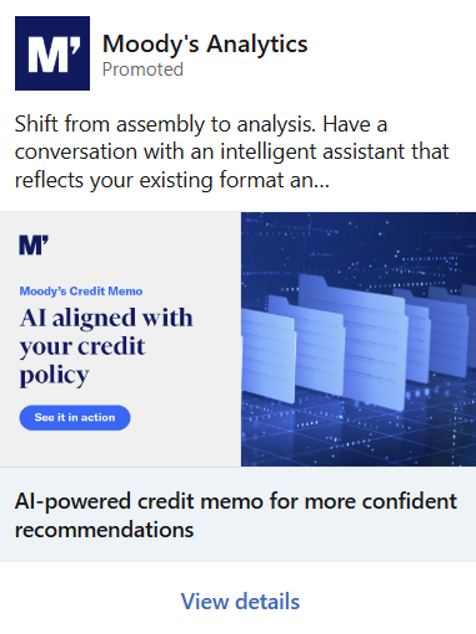 M’
Moody's Analytics
Promoted
Shift from assembly to analysis. Have a
conversation with an intelligent assistant that
reflects your existing format an...
M’
Moody’s Credit Memo
AI aligned with
your credit
policy
See it in action
AI-powered credit memo for more confident
recommendations
View details